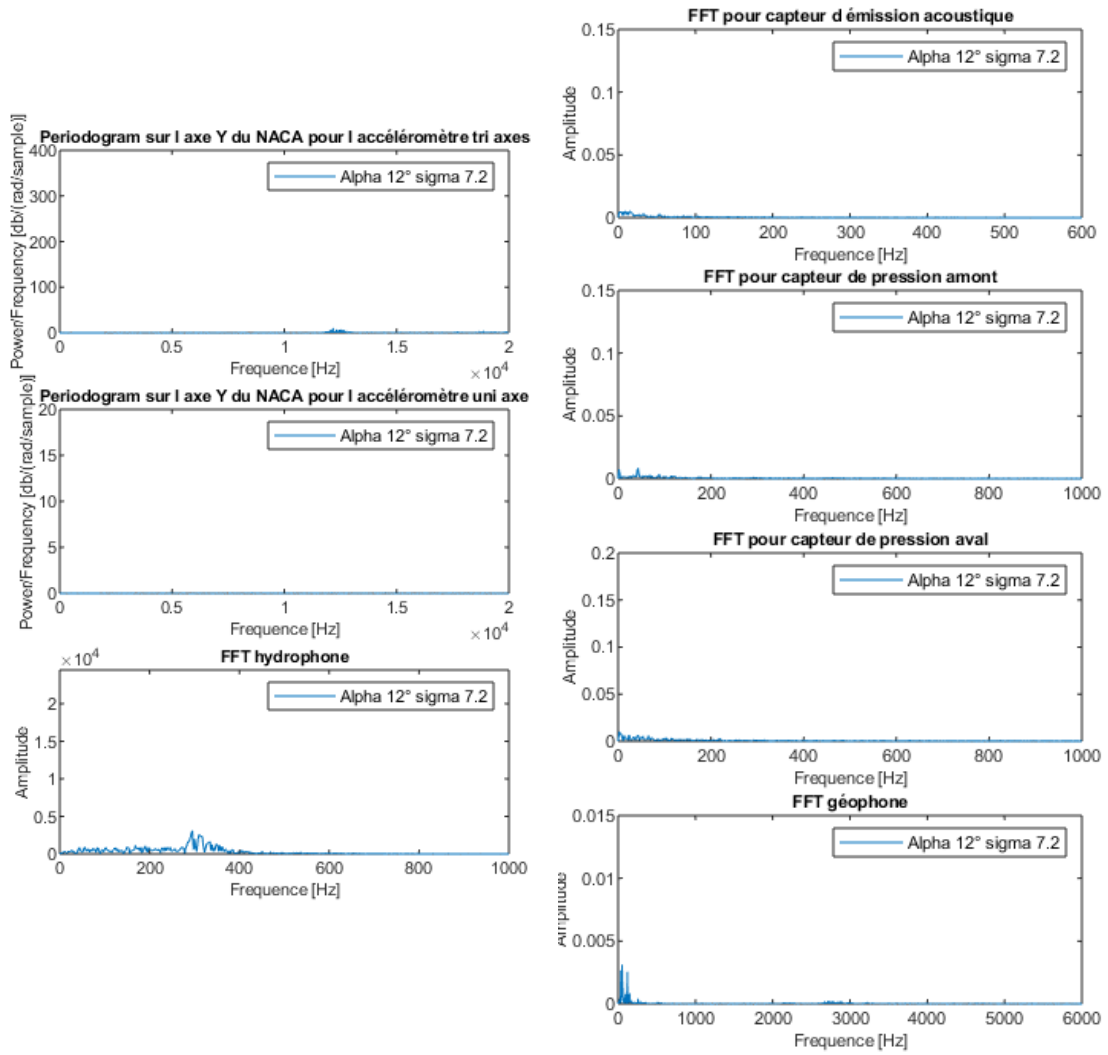 Periodogram sur l axe Y du NACA pour l accéléromètre tri axes
Power/Frequency [db/(rad/sample)]
400
300
200
100
0
Alpha 12° sigma 7.2
0 0.5 1 1.5 2
Frequence [Hz]
×10⁴
Periodogram sur l axe Y du NACA pour l accéléromètre uni axe
Power/Frequency [db/(rad/sample)]
20
15
10
5
0
Alpha 12° sigma 7.2
0 0.5 1 1.5 2
Frequence [Hz]
×10⁴
FFT hydrophone
×10⁴
Amplitude
2
1.5
1
0.5
0
Alpha 12° sigma 7.2
0 200 400 600 800 1000
Frequence [Hz]
FFT pour capteur d émission acoustique
Amplitude
0.15
0.1
0.05
0
Alpha 12° sigma 7.2
0 100 200 300 400 500 600
Frequence [Hz]
FFT pour capteur de pression amont
Amplitude
0.15
0.1
0.05
0
Alpha 12° sigma 7.2
0 200 400 600 800 1000
Frequence [Hz]
FFT pour capteur de pression aval
Amplitude
0.2
0.15
0.1
0.05
0
Alpha 12° sigma 7.2
0 200 400 600 800 1000
Frequence [Hz]
FFT géophone
Amplitude
0.015
0.01
0.005
0
Alpha 12° sigma 7.2
0 1000 2000 3000 4000 5000 6000
Frequence [Hz]